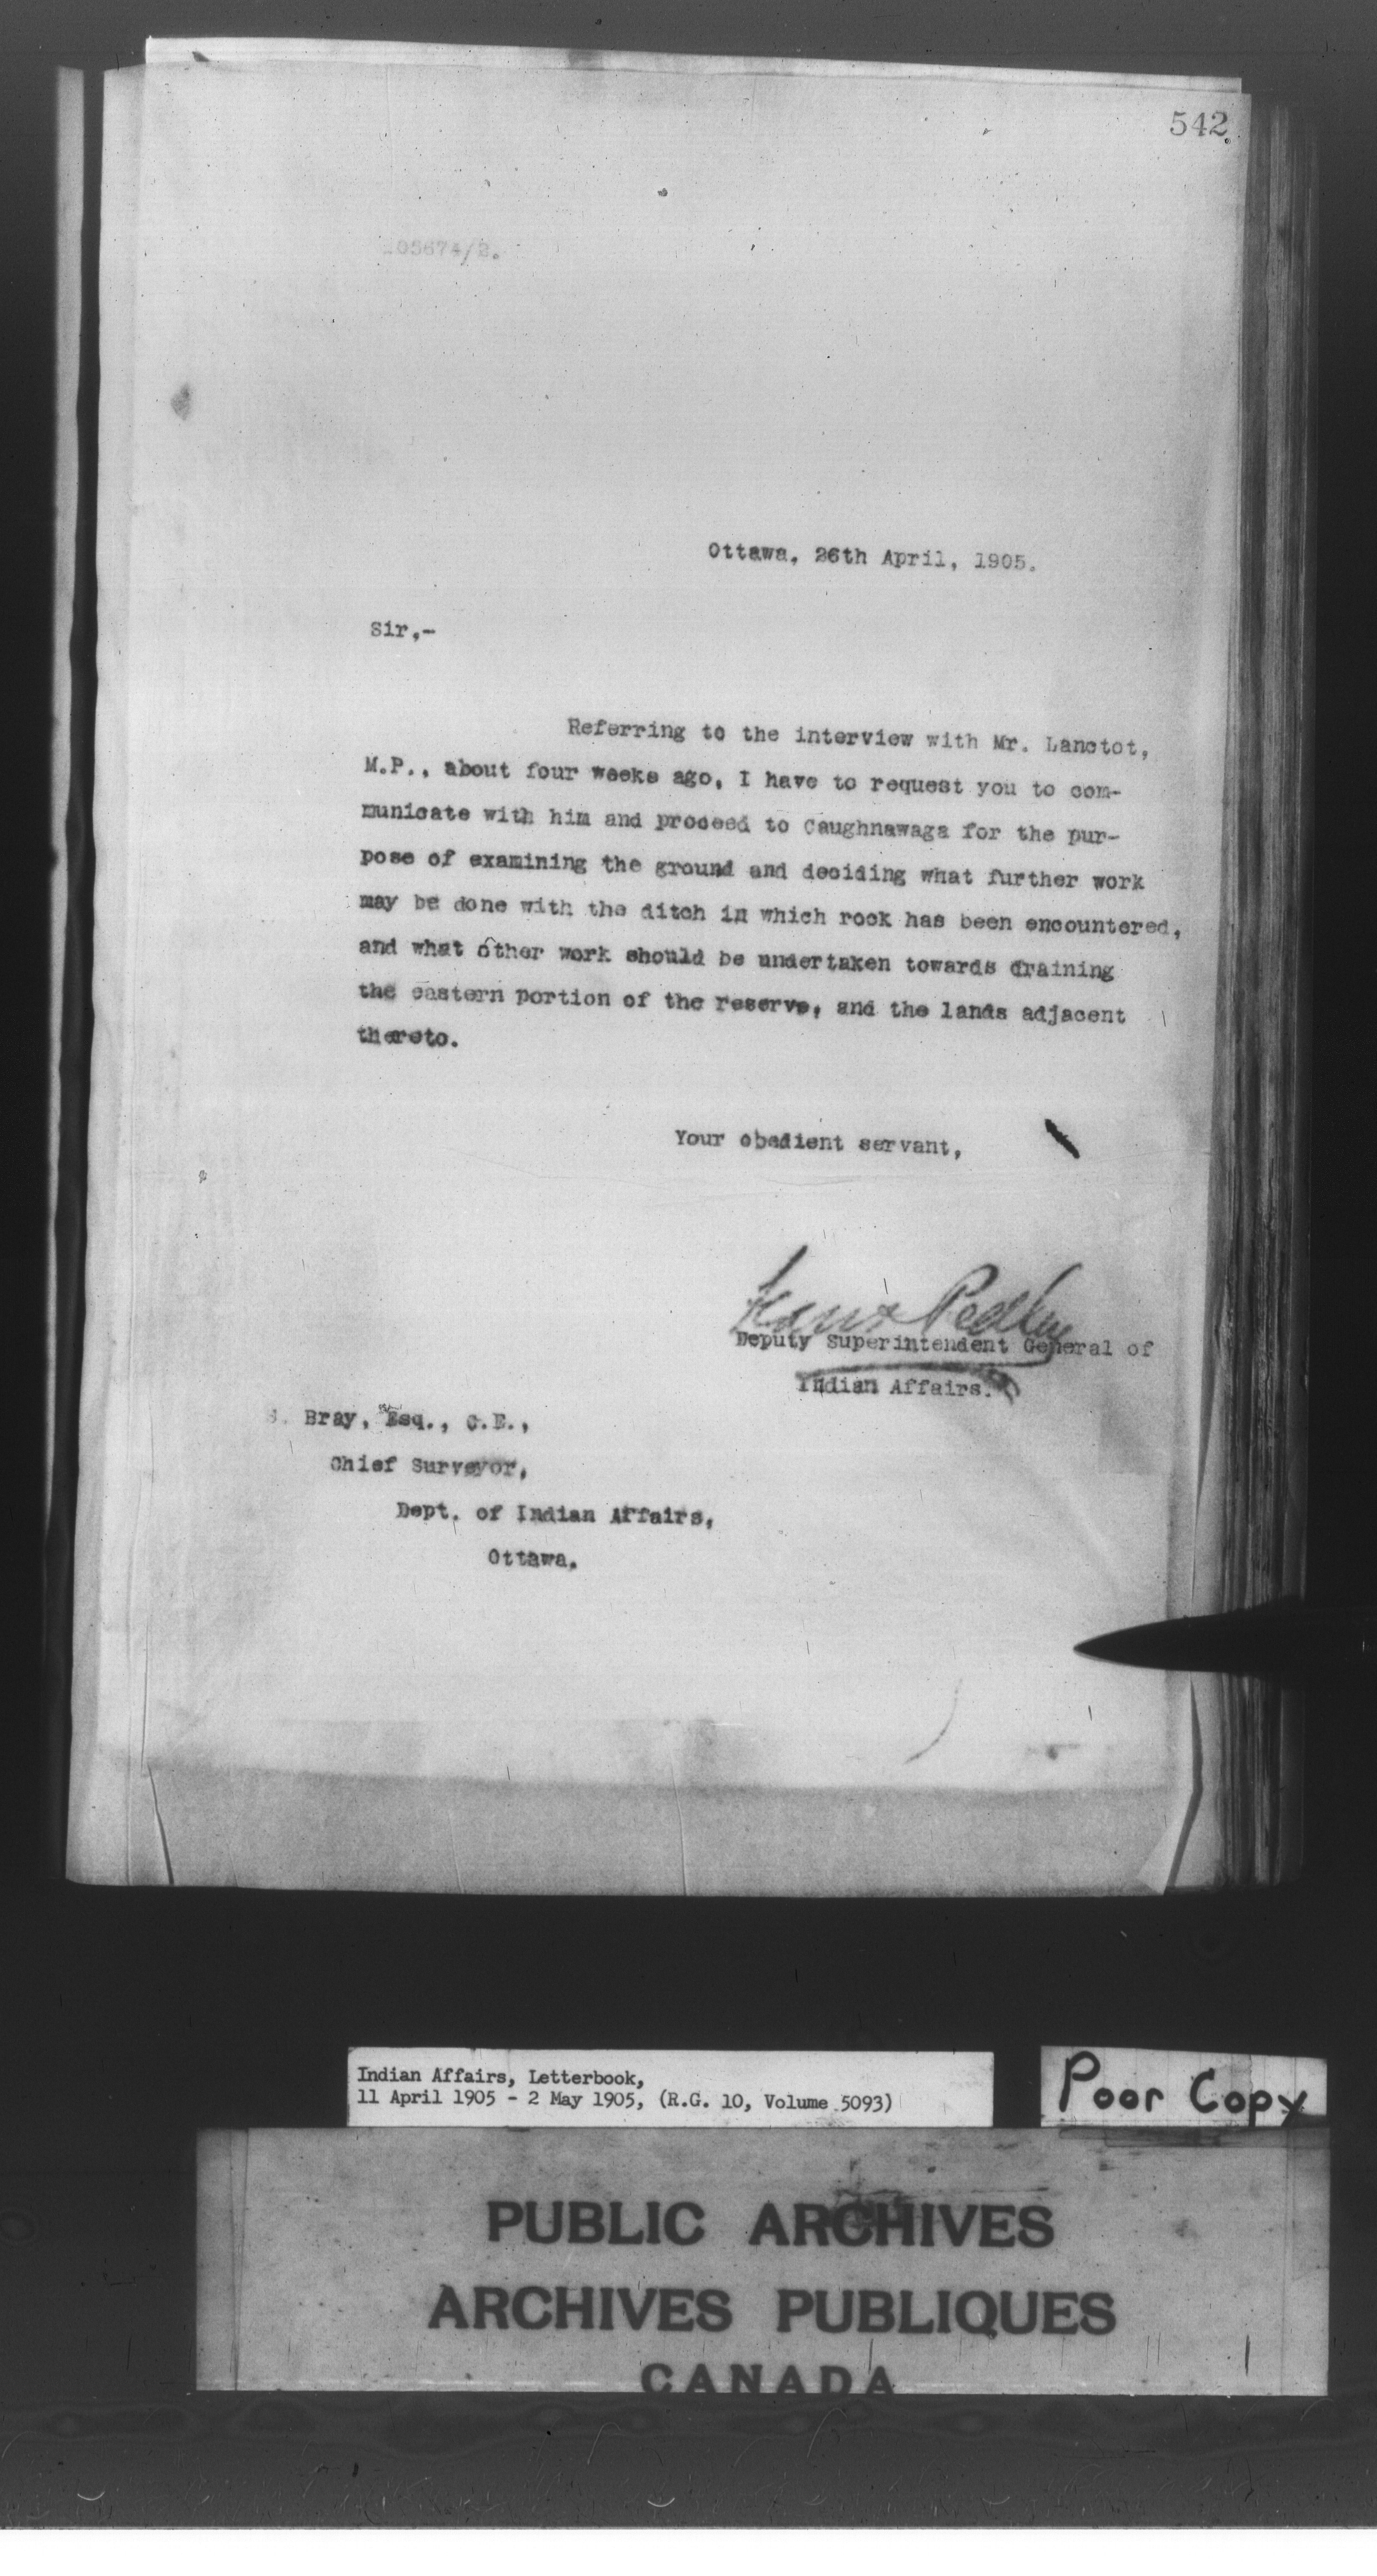 542.
05674/2.
Ottawa, 26th April, 1905.
Sir,-
Referring to the interview with Mr. Lanctot,
M.P., about four weeks ago, I have to request you to com-
municate with him and proceed to Caughnawaga for the pur-
pose of examining the ground and deciding what further work
may be done with the ditch in which rock has been encountered,
and what other work should be undertaken towards draining
the eastern portion of the reserve, and the lands adjacent
thereto.
Your obedient servant,
Frank Pedley
Deputy Superintendent General of
Indian Affairs.
Bray, Esq., C.E.,
Chief Surveyor,
Dept. of Indian Affairs,
Ottawa.
Indian Affairs, Letterbook,
11 April 1905 - 2 May 1905, (R.G. 10, Volume 5093)
Poor Copy
PUBLIC ARCHIVES
ARCHIVES PUBLIQUES
CANADA